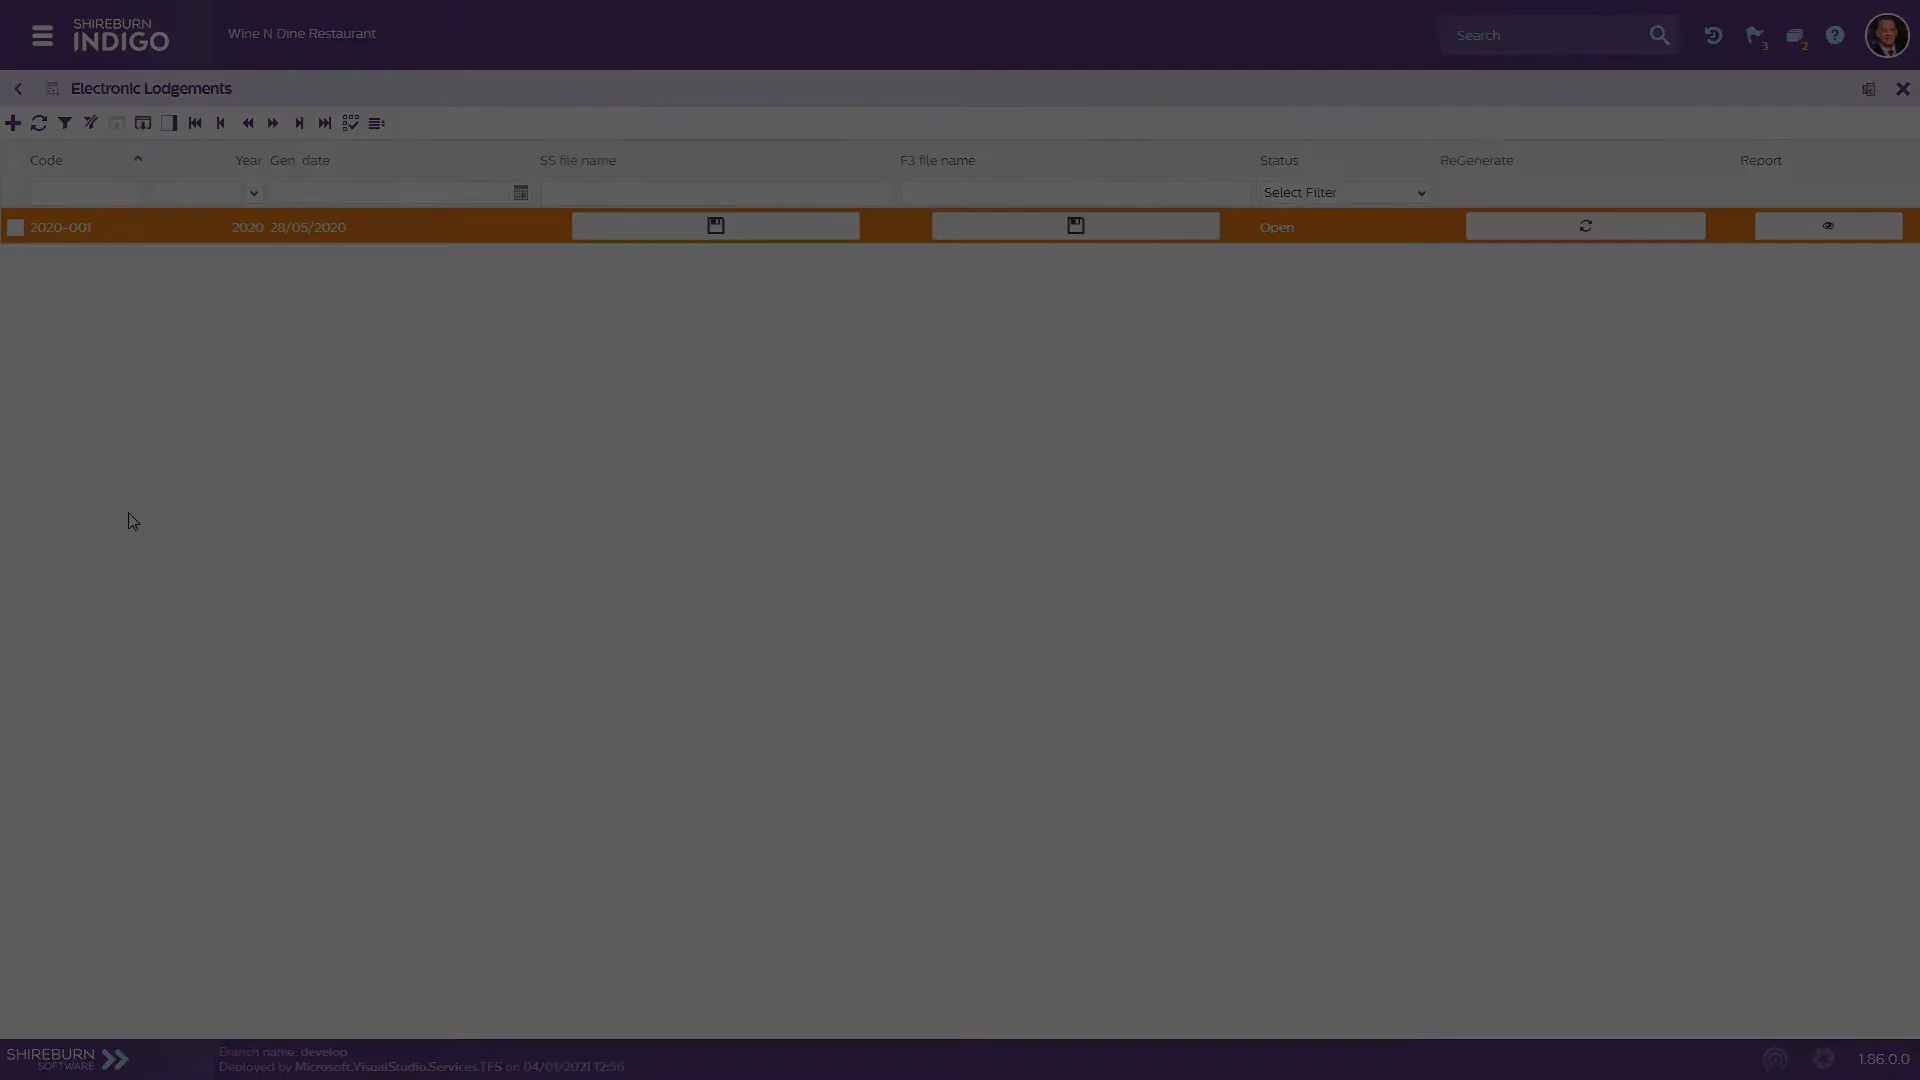 SHIREBURN
INDIGO
Wine N Dine Restaurant
Search
3
2
Electronic Lodgements
Code Year Gen. date SS file name F3 file name Status ReGenerate Report
Select Filter
2020-001 2020 28/05/2020 Open
SHIREBURN
SOFTWARE
Branch name: develop
Deployed by Microsoft.VisualStudio.Services.TFS on 04/01/2021 12:56
1.86.0.0